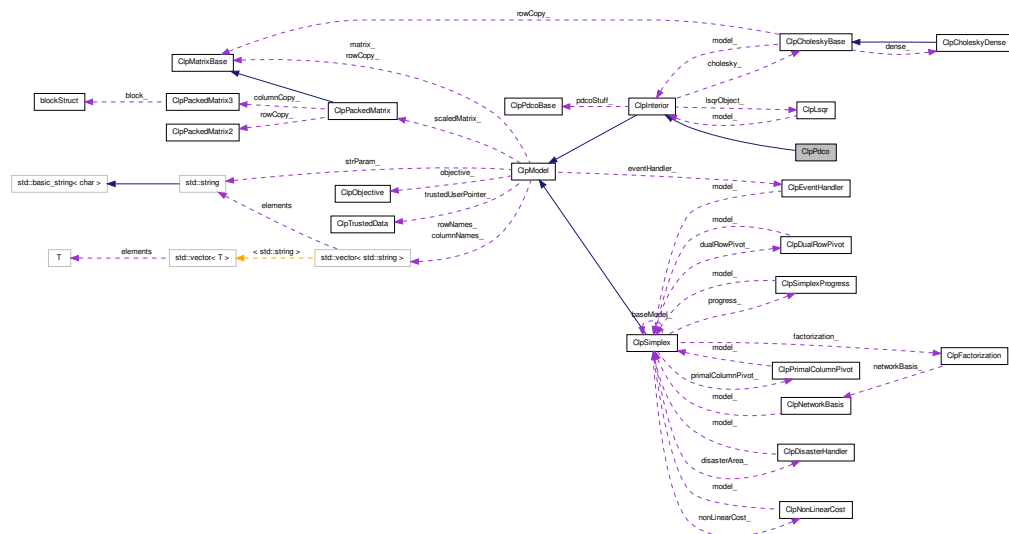 rowCopy_
ClpCholeskyBase
ClpCholeskyDense
dense_
model_
cholesky_
matrix_
rowCopy_
ClpMatrixBase
blockStruct
block_
ClpPackedMatrix3
columnCopy_
ClpPackedMatrix
rowCopy_
ClpPackedMatrix2
ClpPdcoBase
pdcoStuff_
ClpInterior
lsqrObject_
model_
ClpLsqr
scaledMatrix_
ClpPdco
std::basic_string< char >
std::string
strParam_
objective_
ClpObjective
trustedUserPointer_
ClpModel
eventHandler_
ClpEventHandler
model_
elements
ClpTrustedData
rowNames_
columnNames_
model_
dualRowPivot_
ClpDualRowPivot
T
elements
std::vector< T >
< std::string >
std::vector< std::string >
model_
ClpSimplexProgress
progress_
baseModel_
ClpSimplex
factorization_
ClpFactorization
model_
primalColumnPivot_
ClpPrimalColumnPivot
networkBasis_
model_
ClpNetworkBasis
model_
ClpDisasterHandler
disasterArea_
model_
ClpNonLinearCost
nonLinearCost_